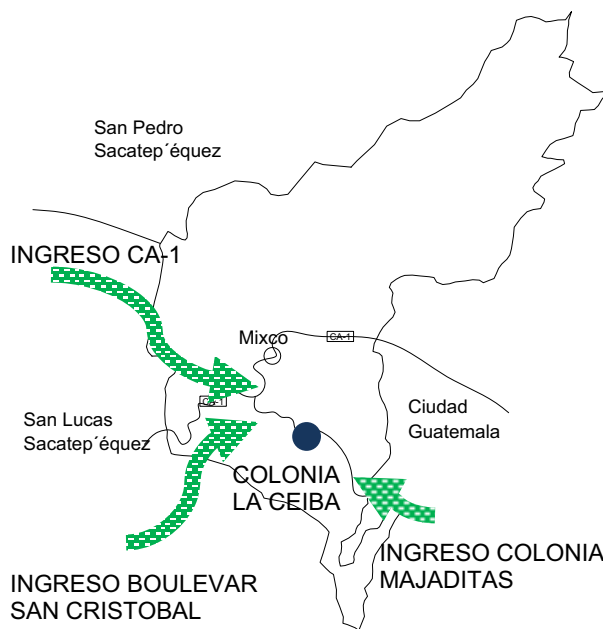 San Pedro
Sacatep´équez
INGRESO CA-1
Mixco
CA-1
CA-1
San Lucas
Sacatep´équez
Ciudad
Guatemala
COLONIA
LA CEIBA
INGRESO COLONIA
MAJADITAS
INGRESO BOULEVAR
SAN CRISTOBAL